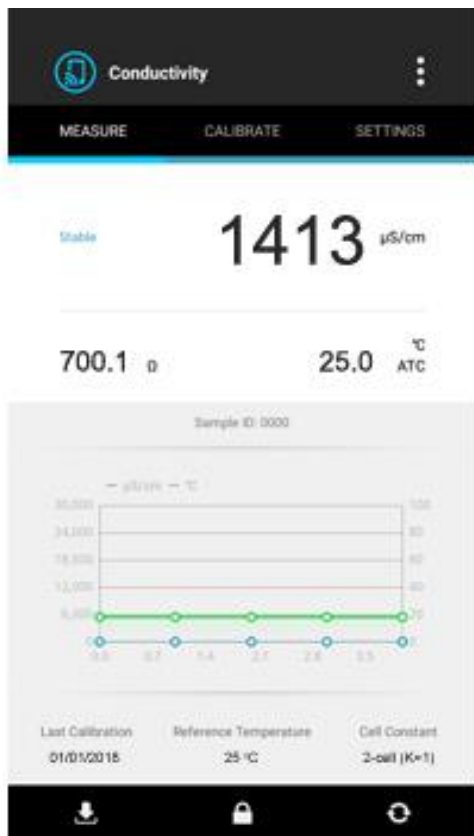 Conductivity
MEASURE CALIBRATE SETTINGS
Stable 1413 µS/cm
700.1 Ω 25.0 °C ATC
Sample ID: 0000
µS/cm °C
30,000 100
24,000 80
18,000 60
12,000 40
6,000 20
0 0
0.0 0.7 1.4 2.1 2.8 3.5
Last Calibration Reference Temperature Cell Constant
01/01/2018 25 °C 2-cell (K=1)